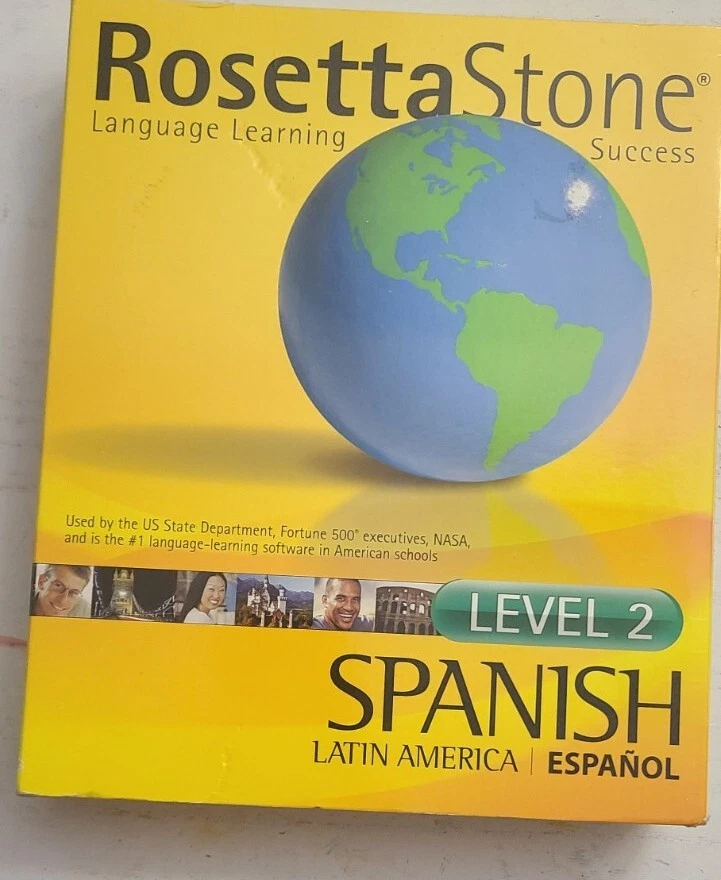 RosettaStone®
Language Learning
Success
Used by the US State Department, Fortune 500® executives, NASA,
and is the #1 language-learning software in American schools
LEVEL 2
SPANISH
LATIN AMERICA | ESPAÑOL